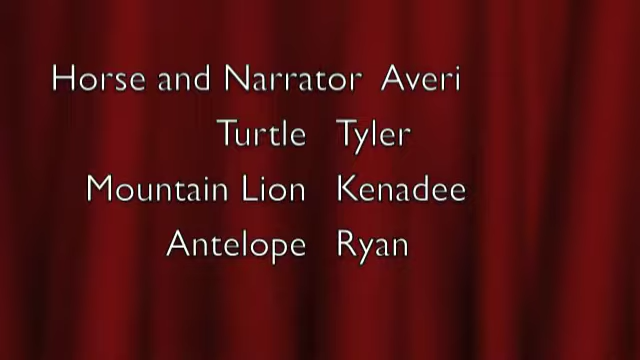 Horse and Narrator Averi
Turtle Tyler
Mountain Lion Kenadee
Antelope Ryan